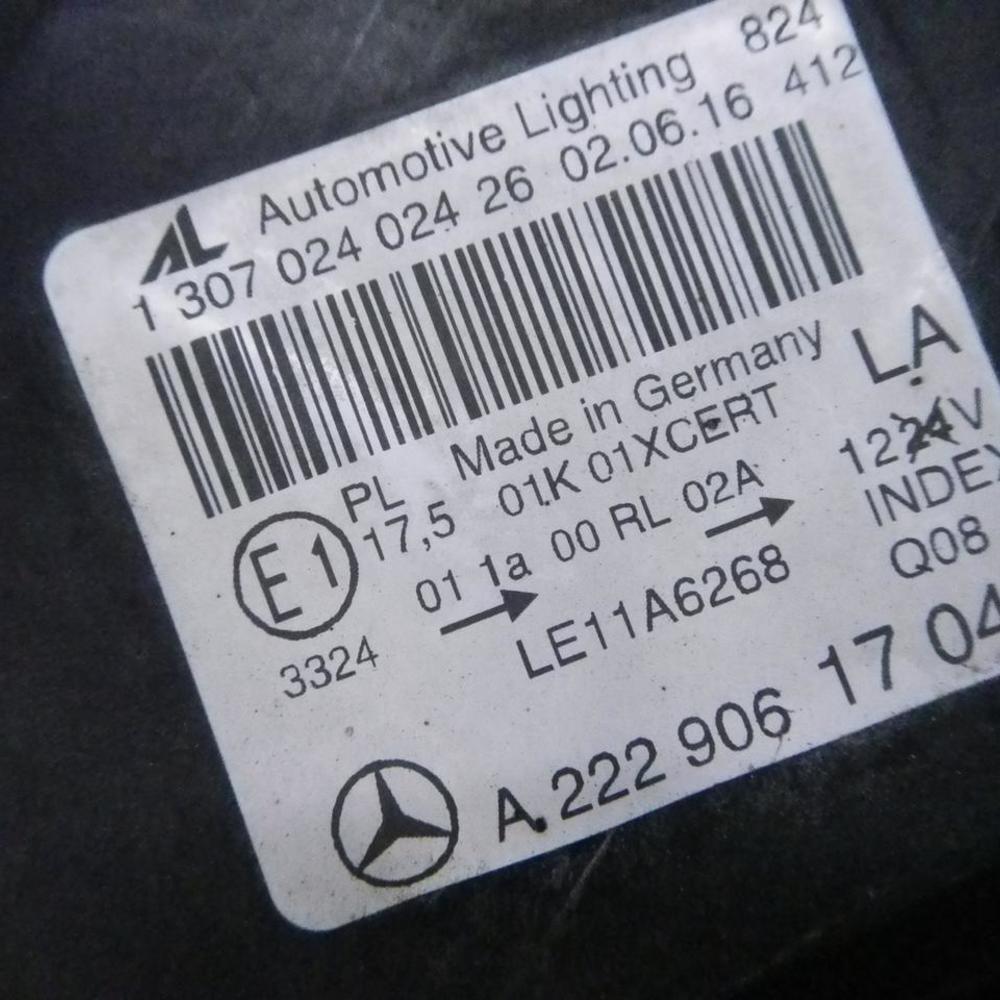 AL Automotive Lighting 824
1 307 024 024 26 02.06.16 412
Made in Germany LA
PL
17,5 01K 01XCERT 12
E1 01 1a 00 RL 02A INDEX
3324 LE11A6268 Q08
A 222 906 17 04